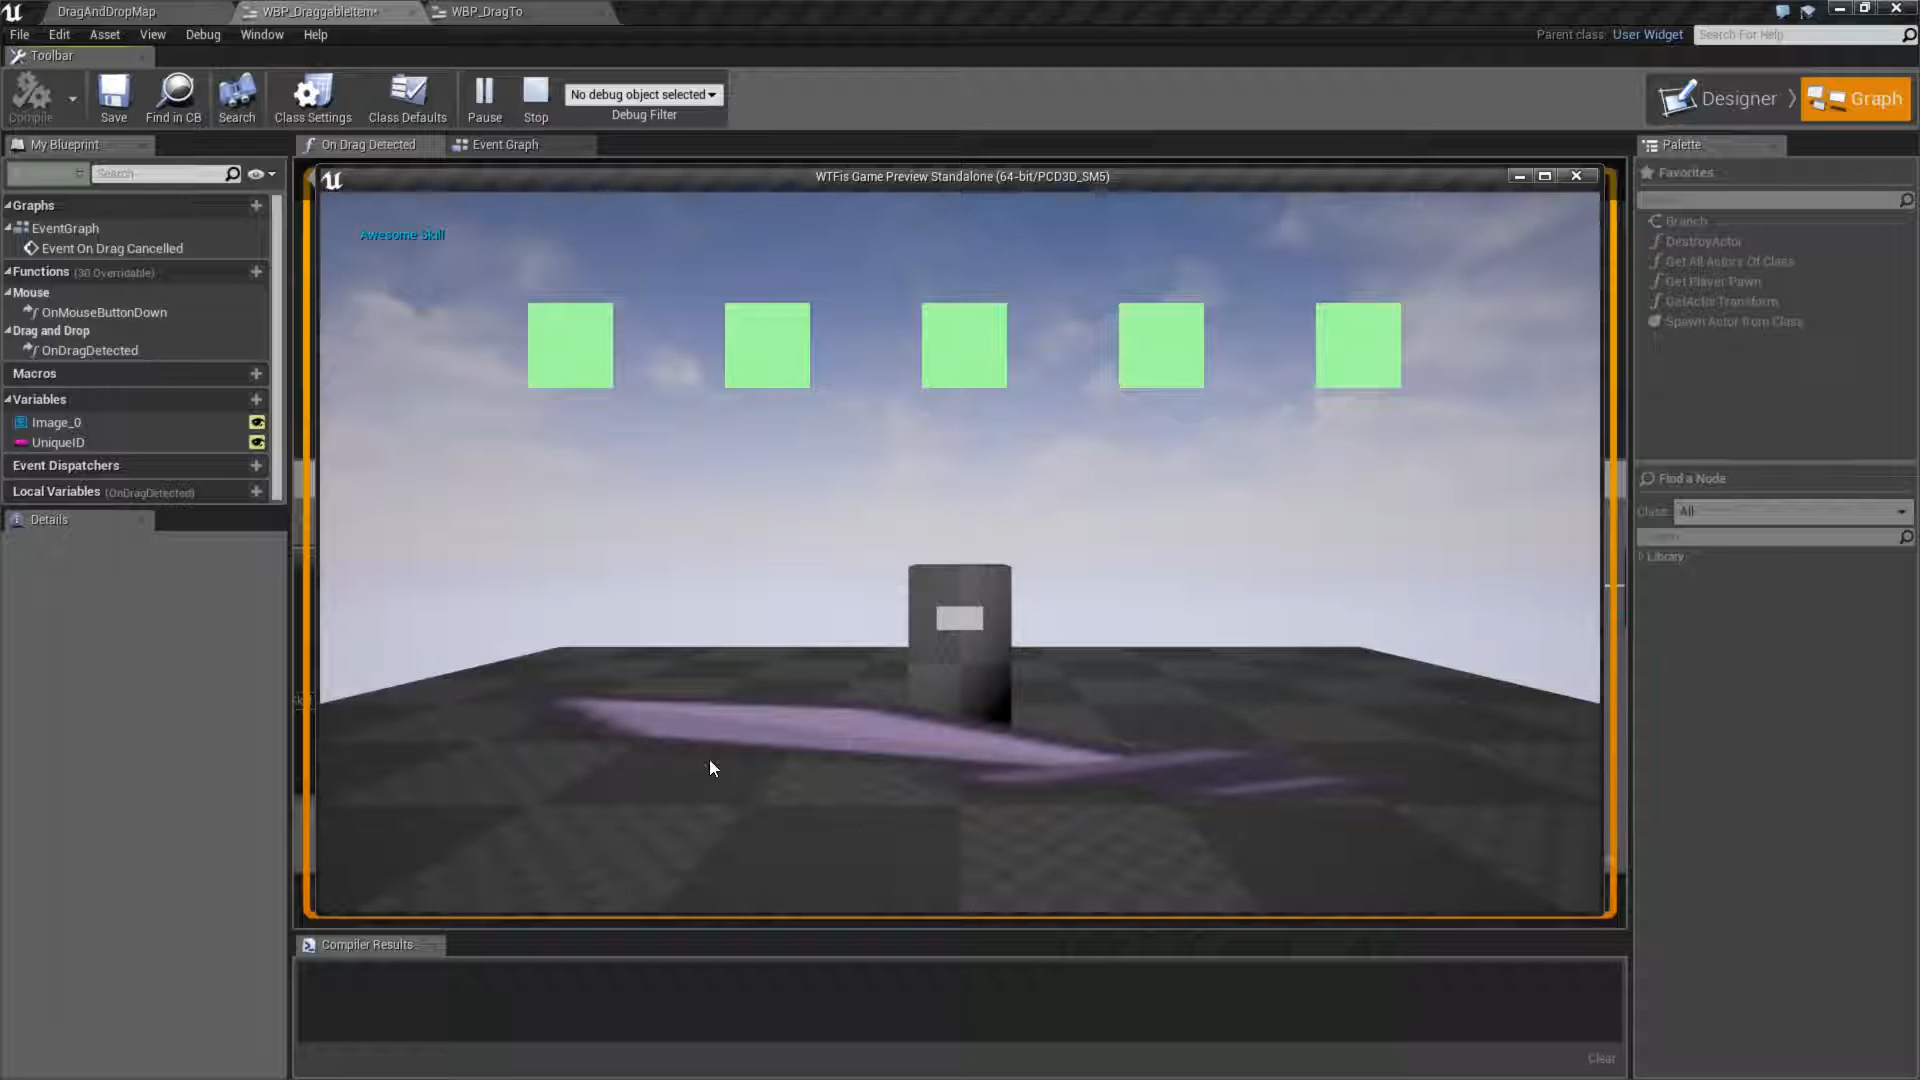 DragAndDropMap
WBP_DraggableItem*
WBP_DragTo
File Edit Asset View Debug Window Help
Parent class: User Widget
Search For Help
Toolbar
Compile
Save
Find in CB
Search
Class Settings
Class Defaults
Pause
Stop
No debug object selected
Debug Filter
Designer
Graph
My Blueprint
On Drag Detected
Event Graph
Palette
Search
WTFis Game Preview Standalone (64-bit/PCD3D_SM5)
Favorites
Graphs
EventGraph
Event On Drag Cancelled
Functions (30 Overridable)
Mouse
OnMouseButtonDown
Drag and Drop
OnDragDetected
Macros
Variables
Image_0
UniqueID
Event Dispatchers
Local Variables (OnDragDetected)
Details
Awesome Skill
Branch
DestroyActor
Get All Actors Of Class
Get Player Pawn
GetActorTransform
Spawn Actor from Class
Find a Node
Class: All
Library
Compiler Results
Clear